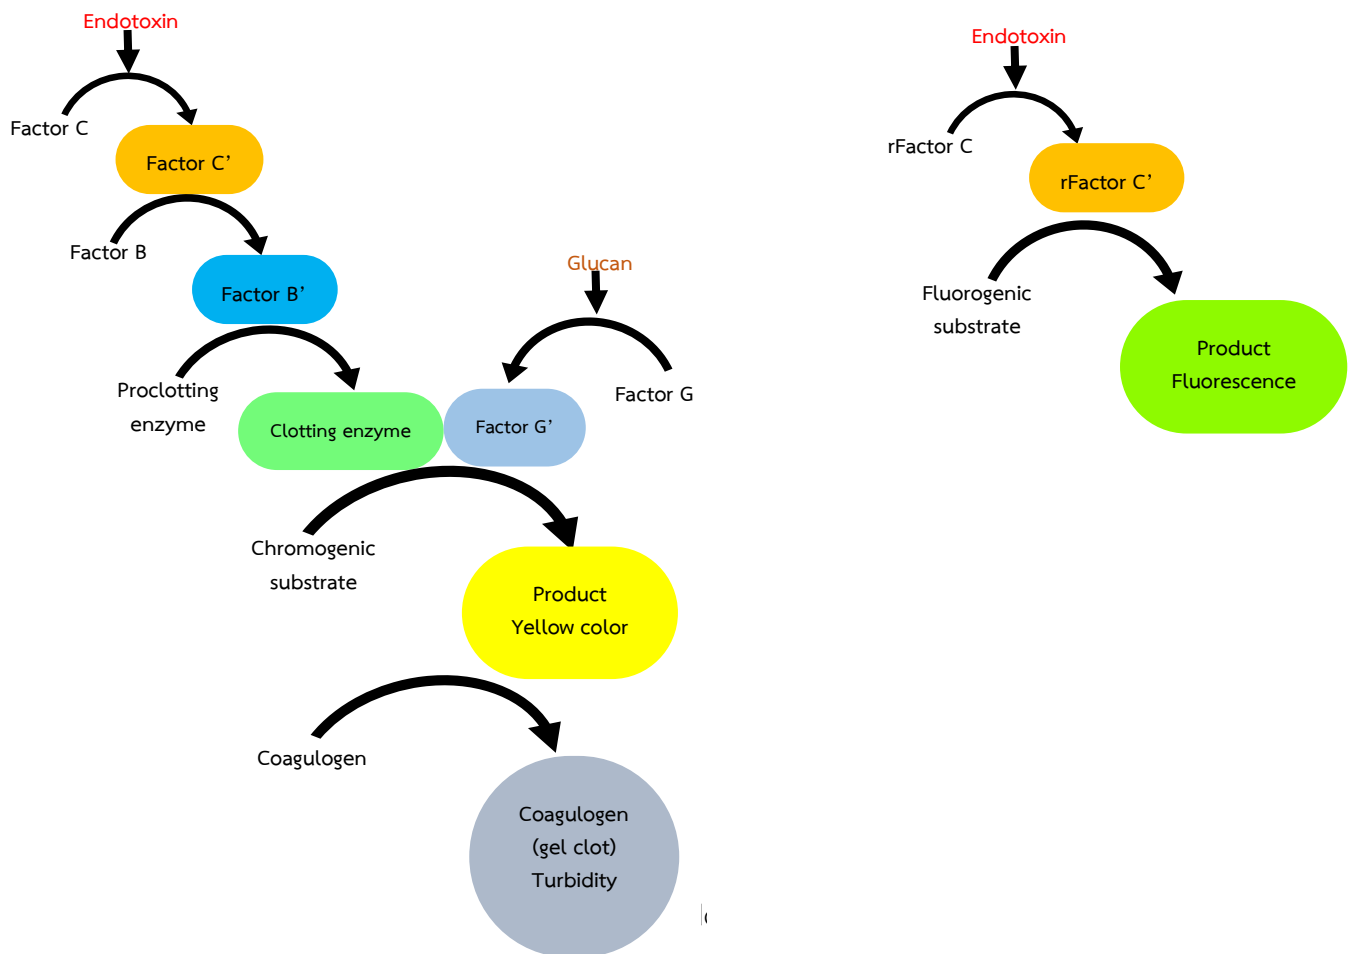 Endotoxin
Factor C
Factor C’
Factor B
Factor B’
Glucan
Proclotting
enzyme
Factor G
Clotting enzyme
Factor G’
Chromogenic
substrate
Product
Yellow color
Coagulogen
Coagulogen
(gel clot)
Turbidity
Endotoxin
rFactor C
rFactor C’
Fluorogenic
substrate
Product
Fluorescence